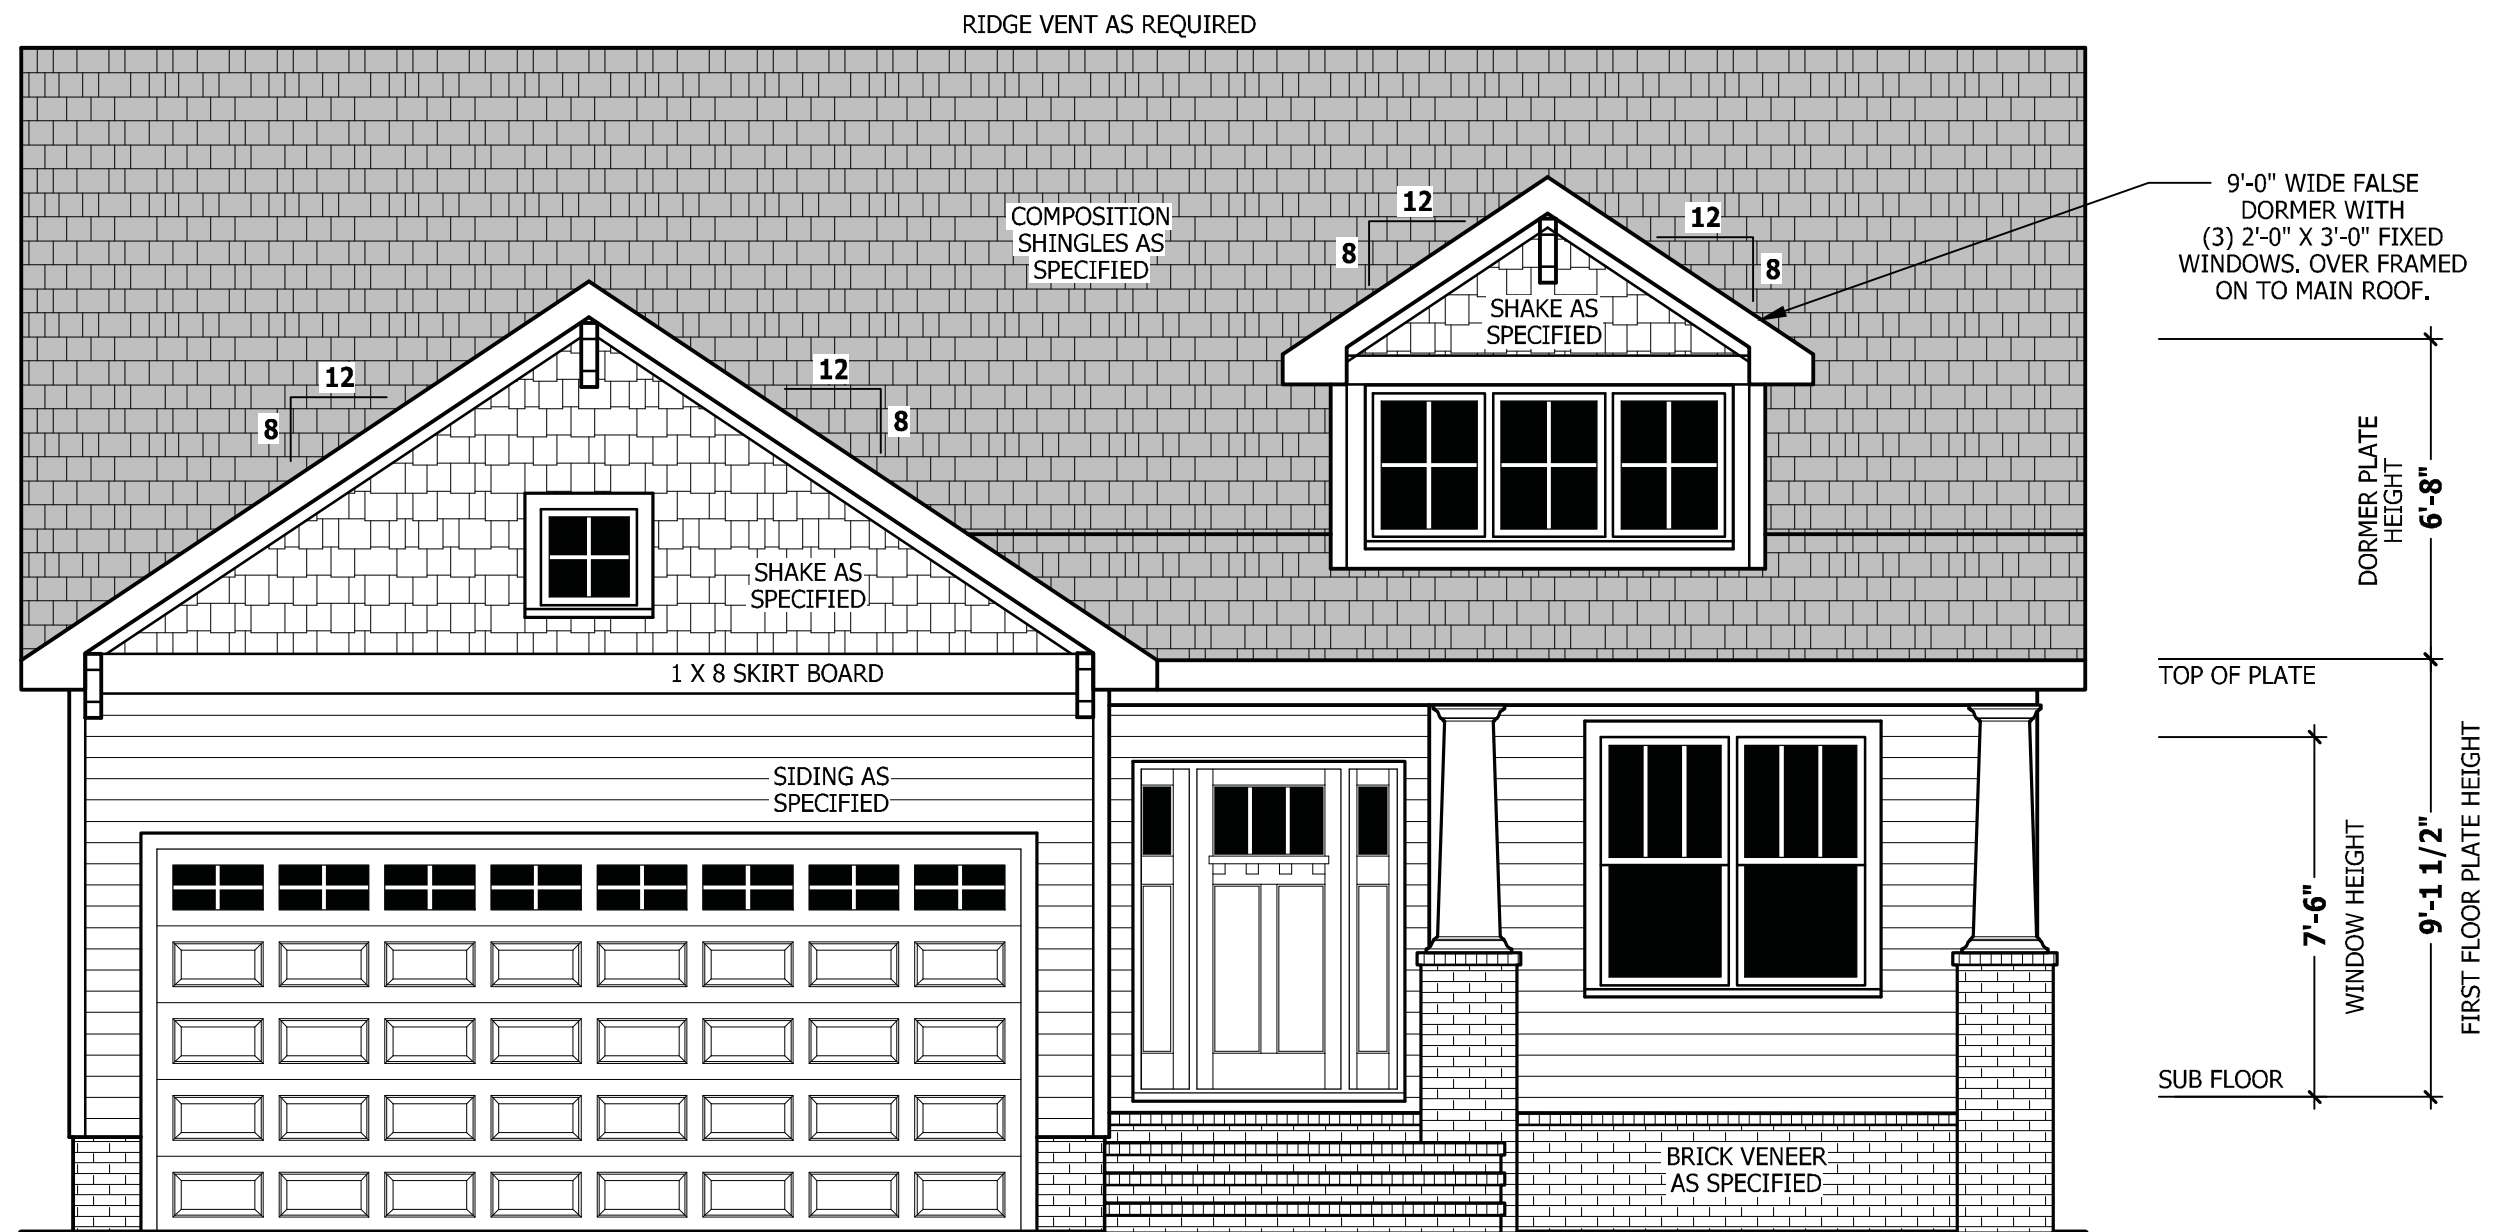 RIDGE VENT AS REQUIRED
9'-0" WIDE FALSE
DORMER WITH
(3) 2'-0" X 3'-0" FIXED
WINDOWS. OVER FRAMED
ON TO MAIN ROOF.
COMPOSITION
SHINGLES AS
SPECIFIED
12
8
12
8
SHAKE AS
SPECIFIED
12
8
12
8
SHAKE AS
SPECIFIED
1 X 8 SKIRT BOARD
SIDING AS
SPECIFIED
BRICK VENEER
AS SPECIFIED
DORMER PLATE
HEIGHT
6'-8"
TOP OF PLATE
7'-6"
WINDOW HEIGHT
9'-1 1/2"
FIRST FLOOR PLATE HEIGHT
SUB FLOOR